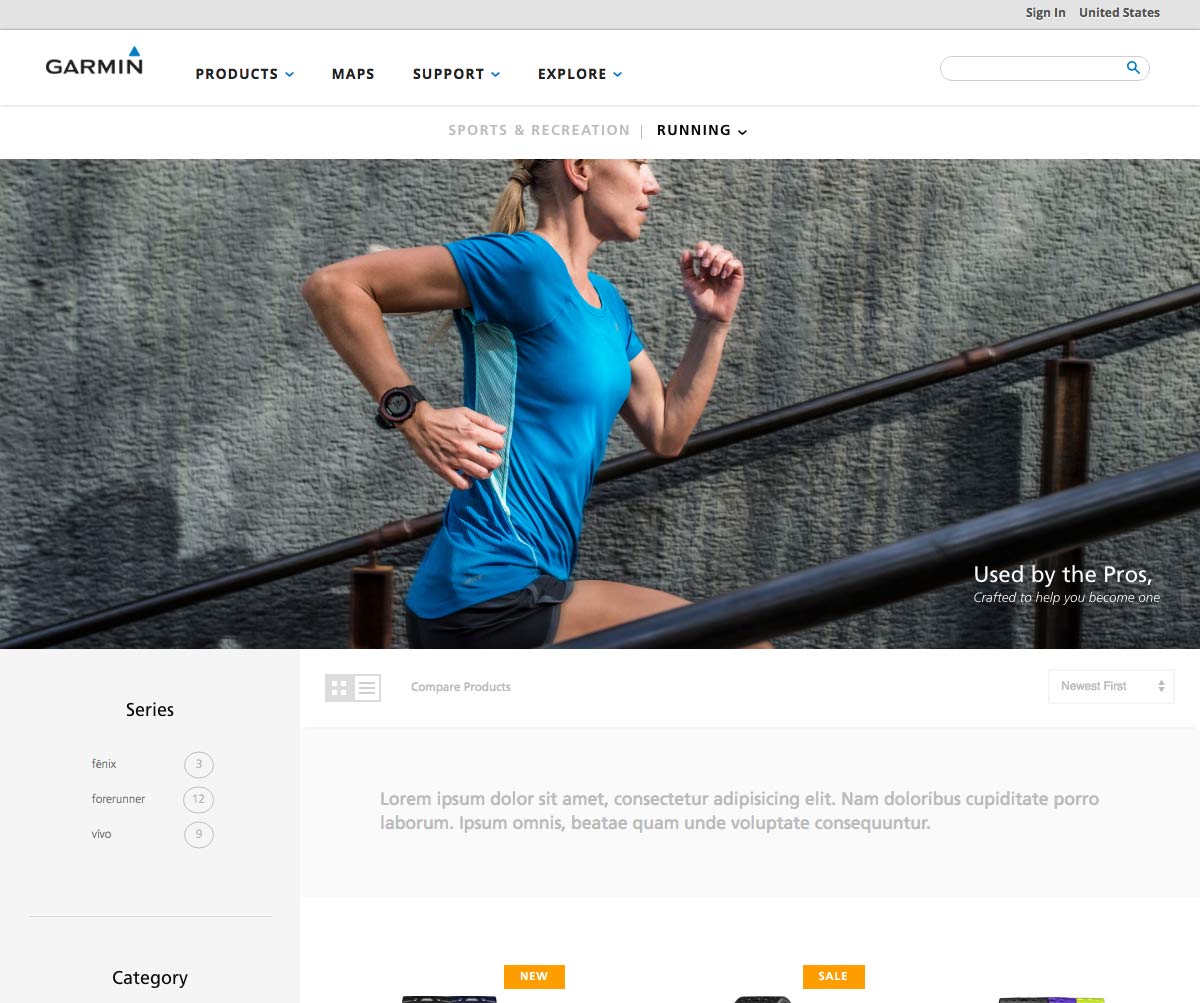 Sign In United States
GARMIN
PRODUCTS MAPS SUPPORT EXPLORE
SPORTS & RECREATION | RUNNING
Used by the Pros,
Crafted to help you become one
Compare Products
Newest First
Series
fēnix 3
forerunner 12
vívo 9
Lorem ipsum dolor sit amet, consectetur adipisicing elit. Nam doloribus cupiditate porro
laborum. Ipsum omnis, beatae quam unde voluptate consequuntur.
Category
NEW
SALE